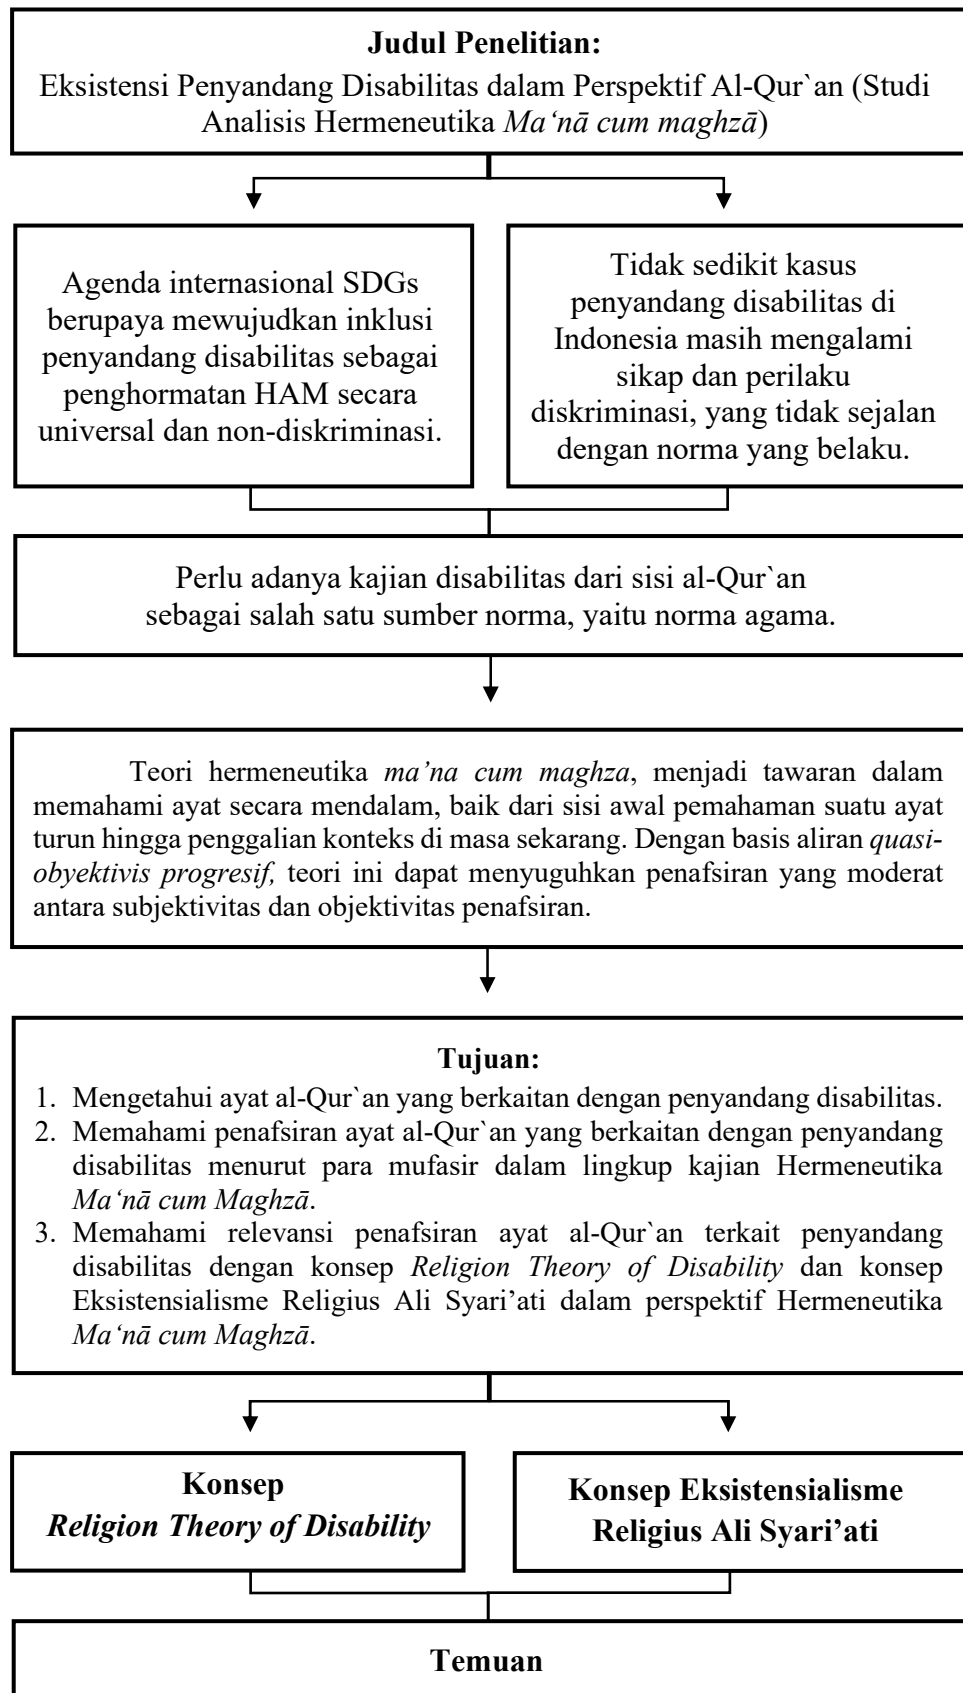 Judul Penelitian:
Eksistensi Penyandang Disabilitas dalam Perspektif Al-Qur`an (Studi
Analisis Hermeneutika Ma‘nā cum maghzā)
Agenda internasional SDGs
berupaya mewujudkan inklusi
penyandang disabilitas sebagai
penghormatan HAM secara
universal dan non-diskriminasi.
Tidak sedikit kasus
penyandang disabilitas di
Indonesia masih mengalami
sikap dan perilaku
diskriminasi, yang tidak sejalan
dengan norma yang belaku.
Perlu adanya kajian disabilitas dari sisi al-Qur`an
sebagai salah satu sumber norma, yaitu norma agama.
Teori hermeneutika ma’na cum maghza, menjadi tawaran dalam
memahami ayat secara mendalam, baik dari sisi awal pemahaman suatu ayat
turun hingga penggalian konteks di masa sekarang. Dengan basis aliran quasi-
obyektivis progresif, teori ini dapat menyuguhkan penafsiran yang moderat
antara subjektivitas dan objektivitas penafsiran.
Tujuan:
1. Mengetahui ayat al-Qur`an yang berkaitan dengan penyandang disabilitas.
2. Memahami penafsiran ayat al-Qur`an yang berkaitan dengan penyandang
disabilitas menurut para mufasir dalam lingkup kajian Hermeneutika
Ma‘nā cum Maghzā.
3. Memahami relevansi penafsiran ayat al-Qur`an terkait penyandang
disabilitas dengan konsep Religion Theory of Disability dan konsep
Eksistensialisme Religius Ali Syari’ati dalam perspektif Hermeneutika
Ma‘nā cum Maghzā.
Konsep
Religion Theory of Disability
Konsep Eksistensialisme
Religius Ali Syari’ati
Temuan